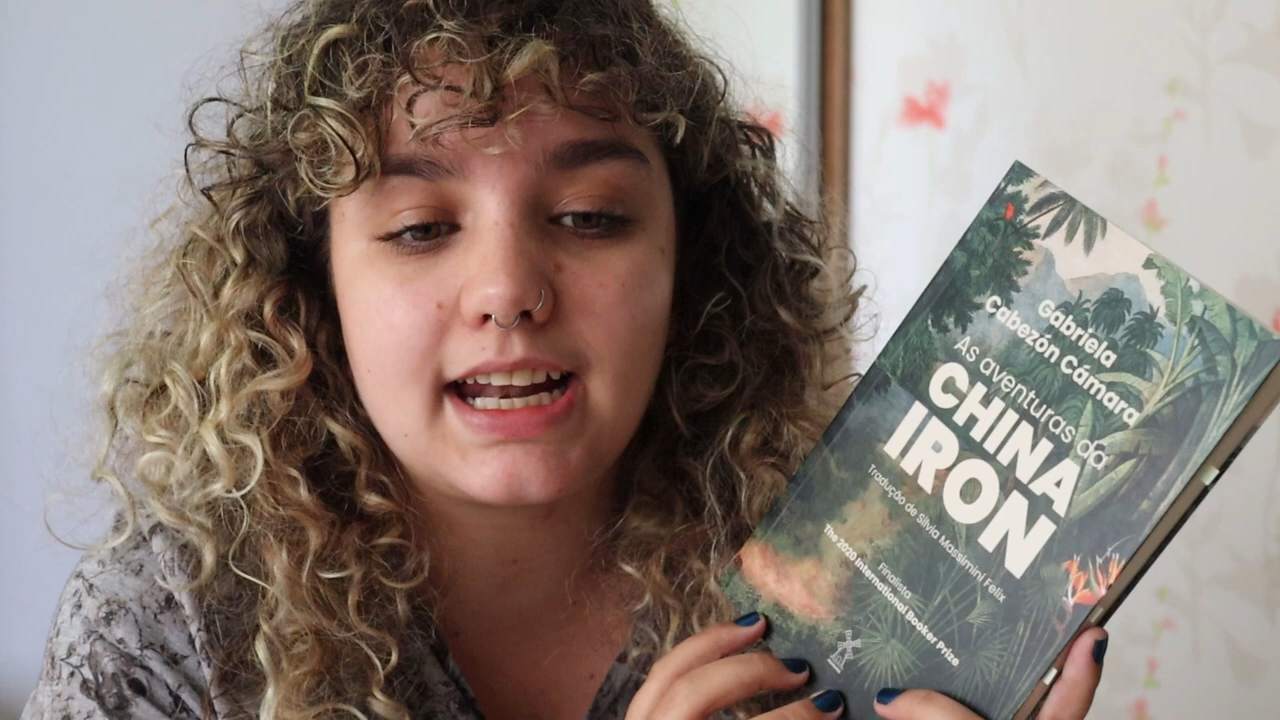 Gabriela
Cabezón Cámara
As aventuras da
CHINA
IRON
Tradução de Silvia Massimini Felix
Finalista
The 2020 International Booker Prize